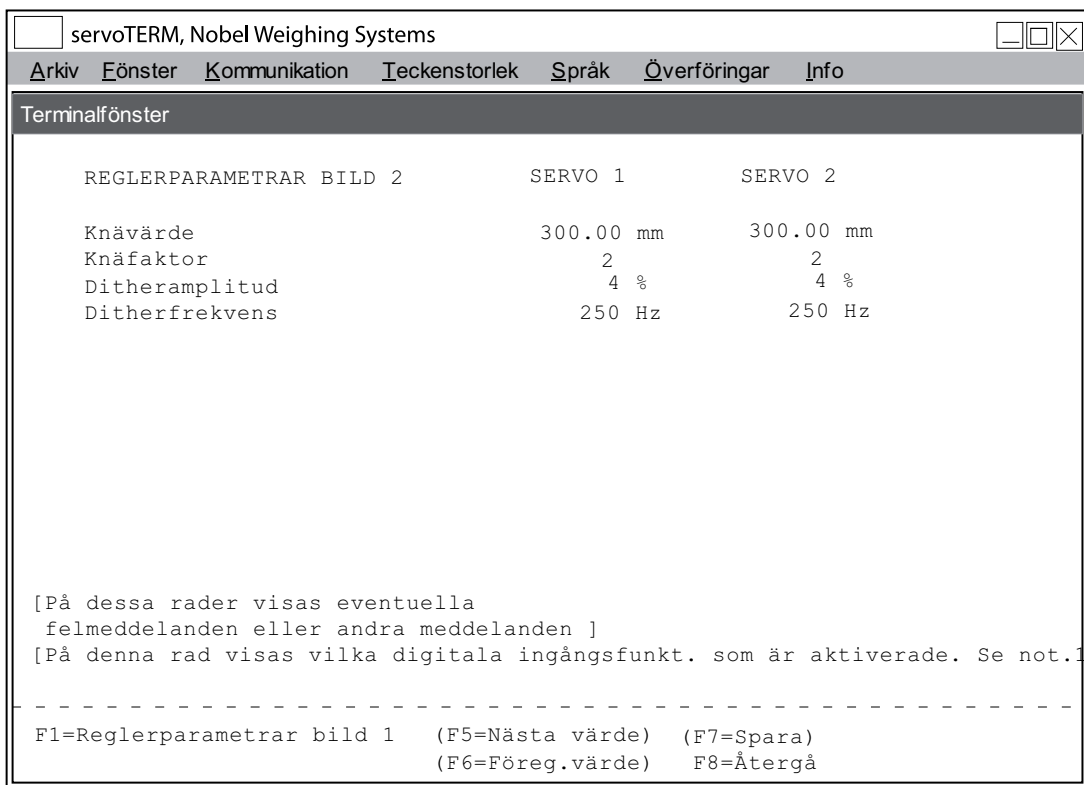 servoTERM, Nobel Weighing Systems
Arkiv Fönster Kommunikation Teckenstorlek Språk Överföringar Info
Terminalfönster
REGLERPARAMETRAR BILD 2 SERVO 1 SERVO 2
Knävärde 300.00 mm 300.00 mm
Knäfaktor 2 2
Ditheramplitud 4 % 4 %
Ditherfrekvens 250 Hz 250 Hz
[På dessa rader visas eventuella
felmeddelanden eller andra meddelanden ]
[På denna rad visas vilka digitala ingångsfunkt. som är aktiverade. Se not.1
F1=Reglerparametrar bild 1 (F5=Nästa värde) (F7=Spara)
(F6=Föreg.värde) F8=Återgå